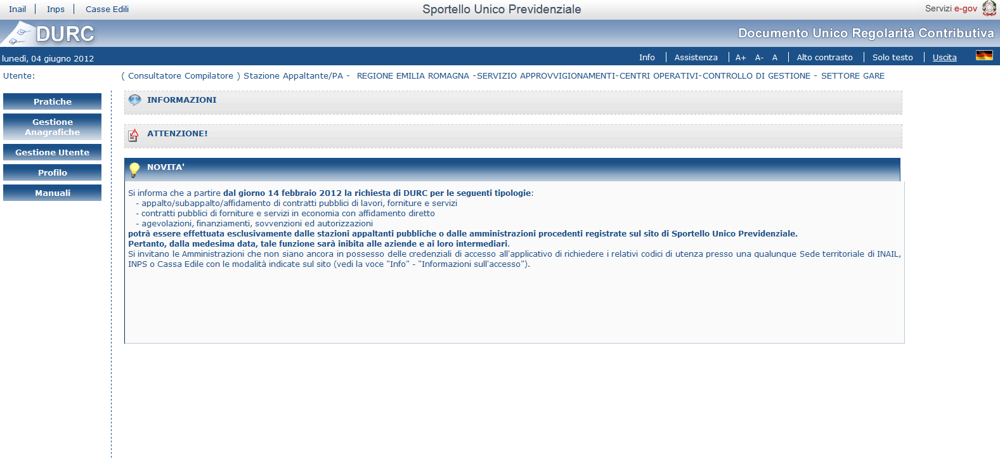 Inail Inps Casse Edili Sportello Unico Previdenziale Servizi e-gov
DURC Documento Unico Regolarità Contributiva
lunedì, 04 giugno 2012 Info Assistenza A+ A- A Alto contrasto Solo testo Uscita
Utente: ( Consultatore Compilatore ) Stazione Appaltante/PA - REGIONE EMILIA ROMAGNA -SERVIZIO APPROVVIGIONAMENTI-CENTRI OPERATIVI-CONTROLLO DI GESTIONE - SETTORE GARE
Pratiche
Gestione
Anagrafiche
Gestione Utente
Profilo
Manuali
INFORMAZIONI
ATTENZIONE!
NOVITA'
Si informa che a partire dal giorno 14 febbraio 2012 la richiesta di DURC per le seguenti tipologie:
- appalto/subappalto/affidamento di contratti pubblici di lavori, forniture e servizi
- contratti pubblici di forniture e servizi in economia con affidamento diretto
- agevolazioni, finanziamenti, sovvenzioni ed autorizzazioni
potrà essere effettuata esclusivamente dalle stazioni appaltanti pubbliche o dalle amministrazioni procedenti registrate sul sito di Sportello Unico Previdenziale.
Pertanto, dalla medesima data, tale funzione sarà inibita alle aziende e ai loro intermediari.
Si invitano le Amministrazioni che non siano ancora in possesso delle credenziali di accesso all'applicativo di richiedere i relativi codici di utenza presso una qualunque Sede territoriale di INAIL,
INPS o Cassa Edile con le modalità indicate sul sito (vedi la voce "Info" - "Informazioni sull'accesso").